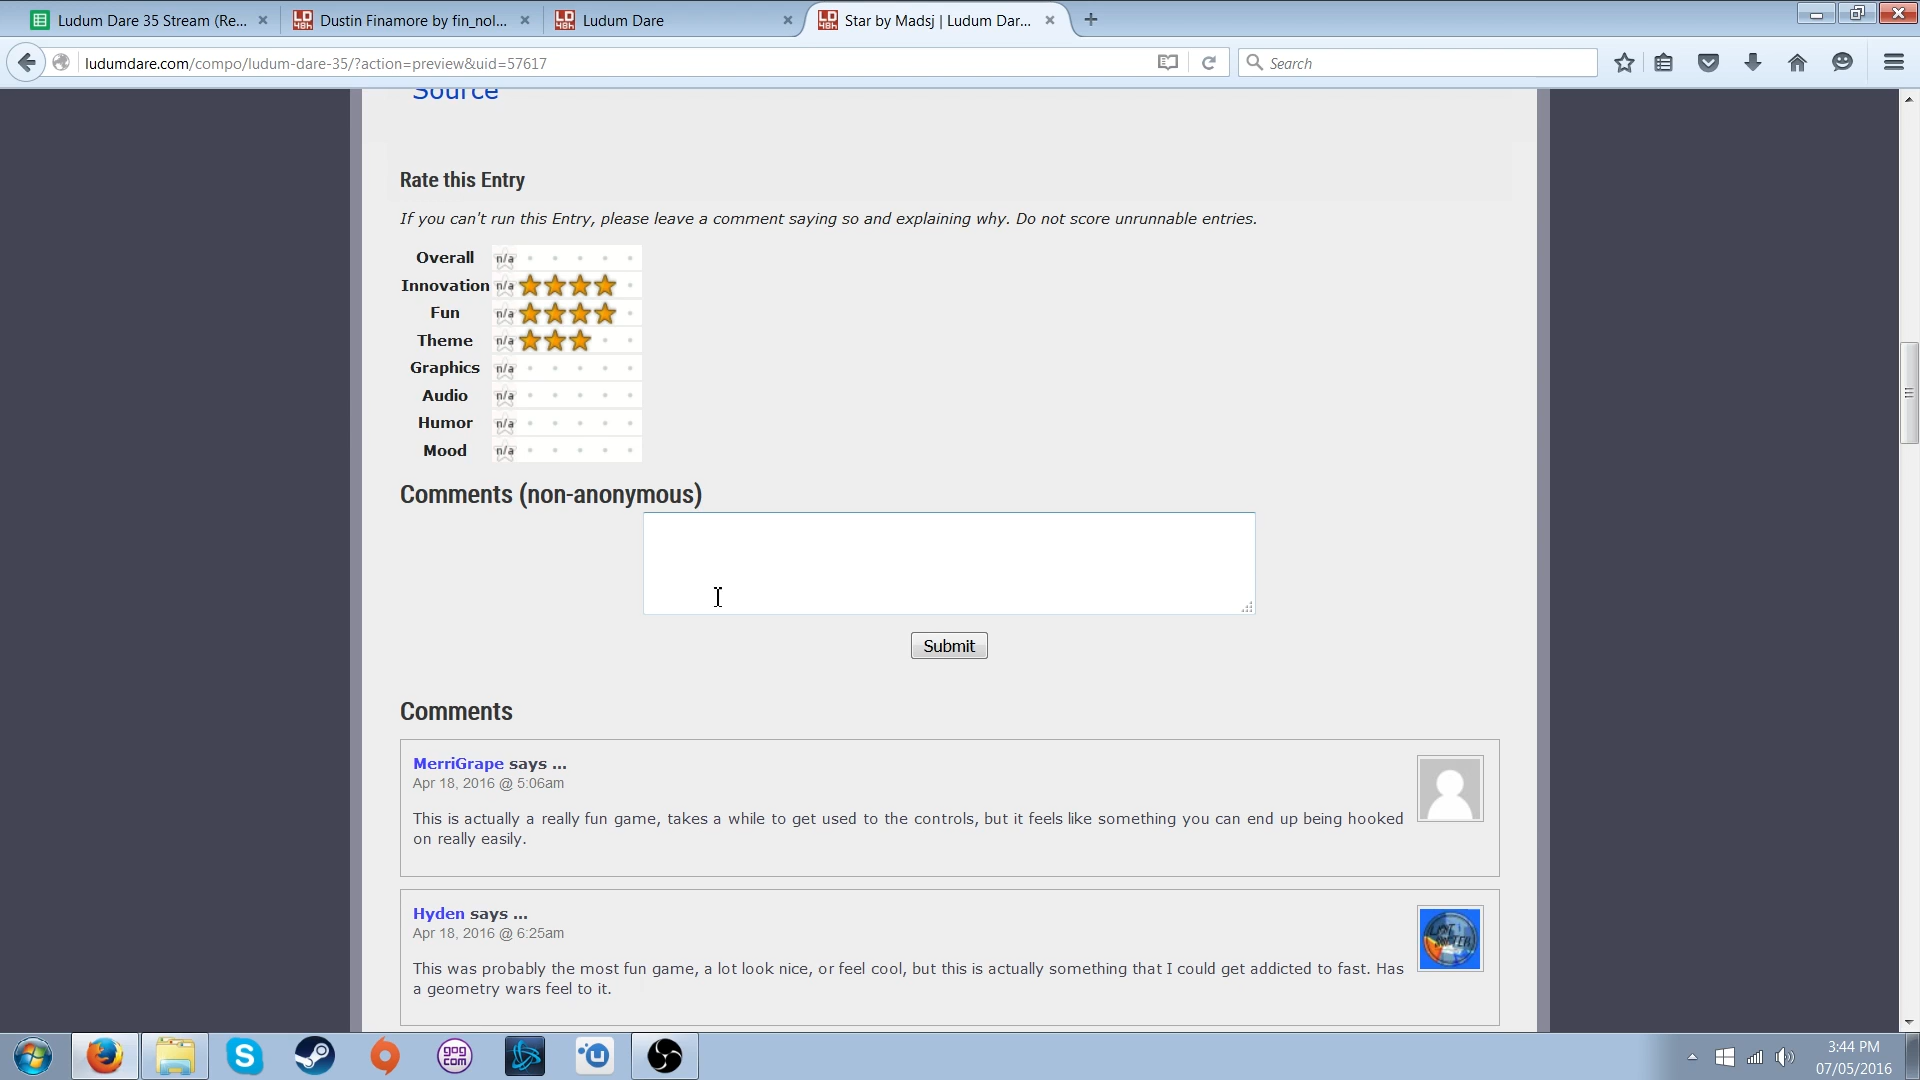 Ludum Dare 35 Stream (Re...
Dustin Finamore by fin_nol...
Ludum Dare
Star by Madsj | Ludum Dar...
ludumdare.com/compo/ludum-dare-35/?action=preview&uid=57617
Search
Source
Rate this Entry
If you can't run this Entry, please leave a comment saying so and explaining why. Do not score unrunnable entries.
Overall n/a
Innovation n/a
Fun n/a
Theme n/a
Graphics n/a
Audio n/a
Humor n/a
Mood n/a
Comments (non-anonymous)
Submit
Comments
MerriGrape says ...
Apr 18, 2016 @ 5:06am
This is actually a really fun game, takes a while to get used to the controls, but it feels like something you can end up being hooked
on really easily.
Hyden says ...
Apr 18, 2016 @ 6:25am
This was probably the most fun game, a lot look nice, or feel cool, but this is actually something that I could get addicted to fast. Has
a geometry wars feel to it.
gog
com
3:44 PM
07/05/2016